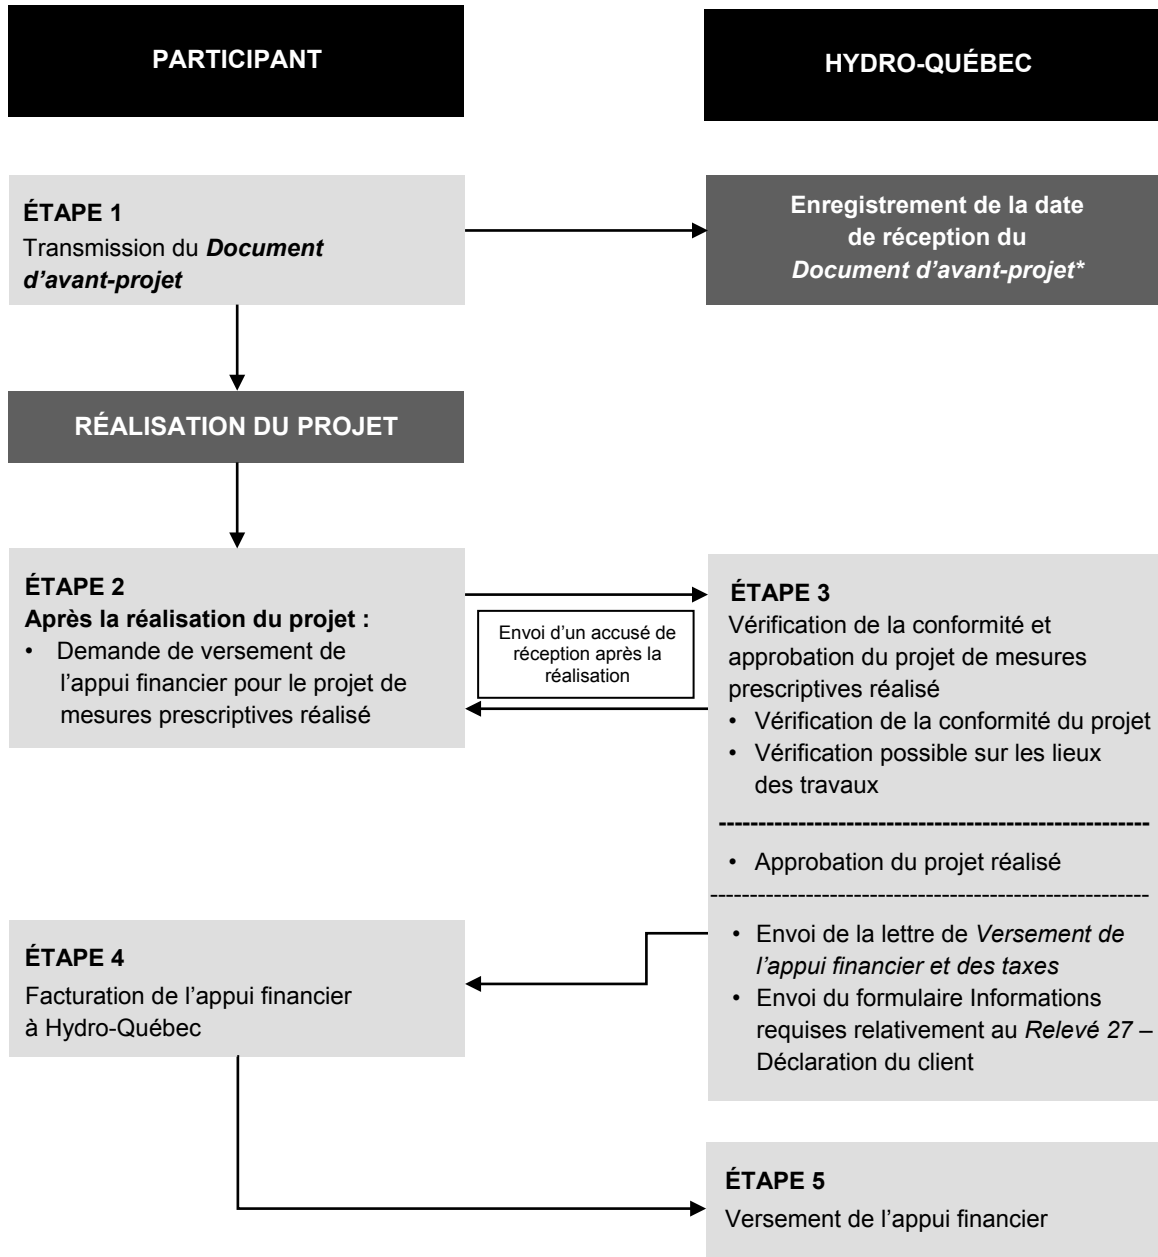 PARTICIPANT
HYDRO-QUÉBEC
ÉTAPE 1
Transmission du Document
d’avant-projet
Enregistrement de la date
de réception du
Document d’avant-projet*
RÉALISATION DU PROJET
ÉTAPE 2
Après la réalisation du projet :
• Demande de versement de
l’appui financier pour le projet de
mesures prescriptives réalisé
Envoi d’un accusé de
réception après la
réalisation
ÉTAPE 3
Vérification de la conformité et
approbation du projet de mesures
prescriptives réalisé
• Vérification de la conformité du projet
• Vérification possible sur les lieux
des travaux
• Approbation du projet réalisé
• Envoi de la lettre de Versement de
l’appui financier et des taxes
• Envoi du formulaire Informations
requises relativement au Relevé 27 –
Déclaration du client
ÉTAPE 4
Facturation de l’appui financier
à Hydro-Québec
ÉTAPE 5
Versement de l’appui financier